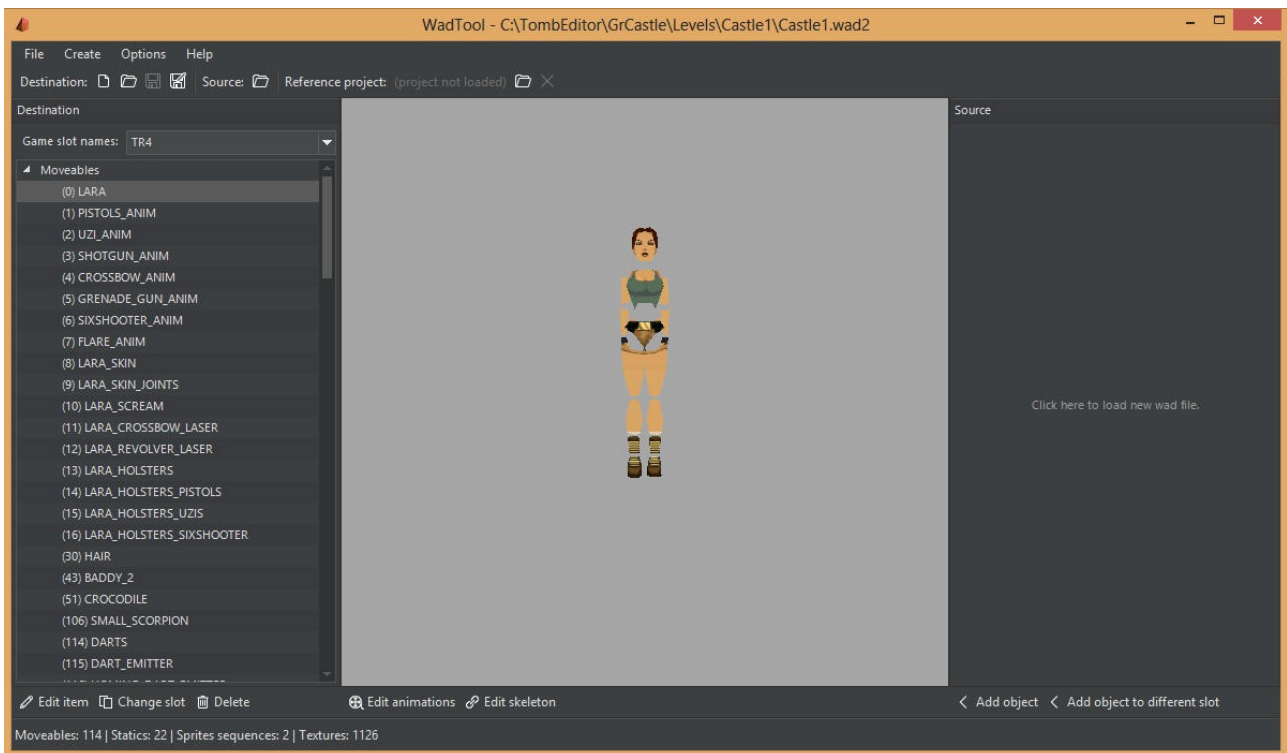 WadTool - C:\TombEditor\GrCastle\Levels\Castle1\Castle1.wad2
File Create Options Help
Destination: Source: Reference project: (project not loaded)
Destination
Source
Game slot names: TR4
Moveables
(0) LARA
(1) PISTOLS_ANIM
(2) UZI_ANIM
(3) SHOTGUN_ANIM
(4) CROSSBOW_ANIM
(5) GRENADE_GUN_ANIM
(6) SIXSHOOTER_ANIM
(7) FLARE_ANIM
(8) LARA_SKIN
(9) LARA_SKIN_JOINTS
(10) LARA_SCREAM
(11) LARA_CROSSBOW_LASER
(12) LARA_REVOLVER_LASER
(13) LARA_HOLSTERS
(14) LARA_HOLSTERS_PISTOLS
(15) LARA_HOLSTERS_UZIS
(16) LARA_HOLSTERS_SIXSHOOTER
(30) HAIR
(43) BADDY_2
(51) CROCODILE
(106) SMALL_SCORPION
(114) DARTS
(115) DART_EMITTER
Click here to load new wad file.
Edit item Change slot Delete
Edit animations Edit skeleton
Add object Add object to different slot
Moveables: 114 | Statics: 22 | Sprites sequences: 2 | Textures: 1126